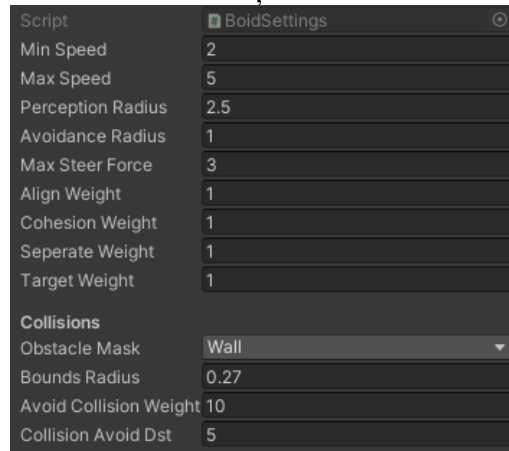 Script BoidSettings
Min Speed 2
Max Speed 5
Perception Radius 2.5
Avoidance Radius 1
Max Steer Force 3
Align Weight 1
Cohesion Weight 1
Seperate Weight 1
Target Weight 1
Collisions
Obstacle Mask Wall
Bounds Radius 0.27
Avoid Collision Weight 10
Collision Avoid Dst 5